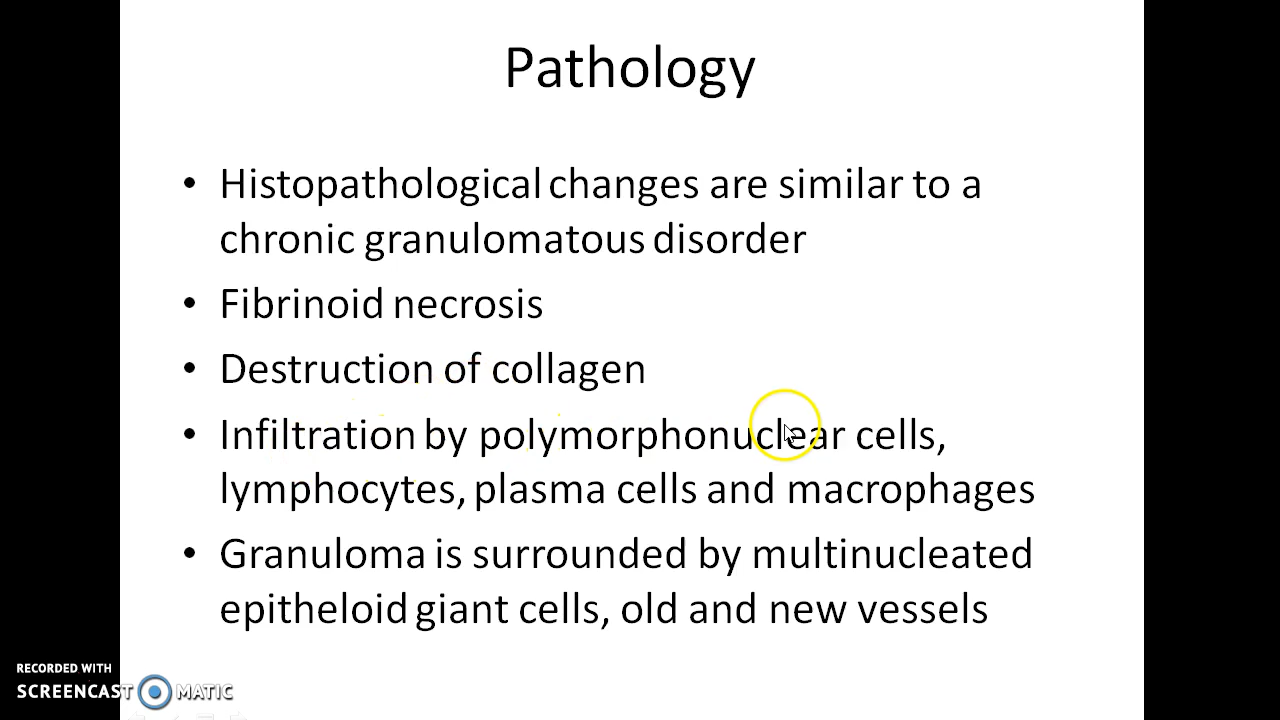 Pathology
• Histopathological changes are similar to a
chronic granulomatous disorder
• Fibrinoid necrosis
• Destruction of collagen
• Infiltration by polymorphonuclear cells,
lymphocytes, plasma cells and macrophages
• Granuloma is surrounded by multinucleated
epitheloid giant cells, old and new vessels
RECORDED WITH
SCREENCAST MATIC